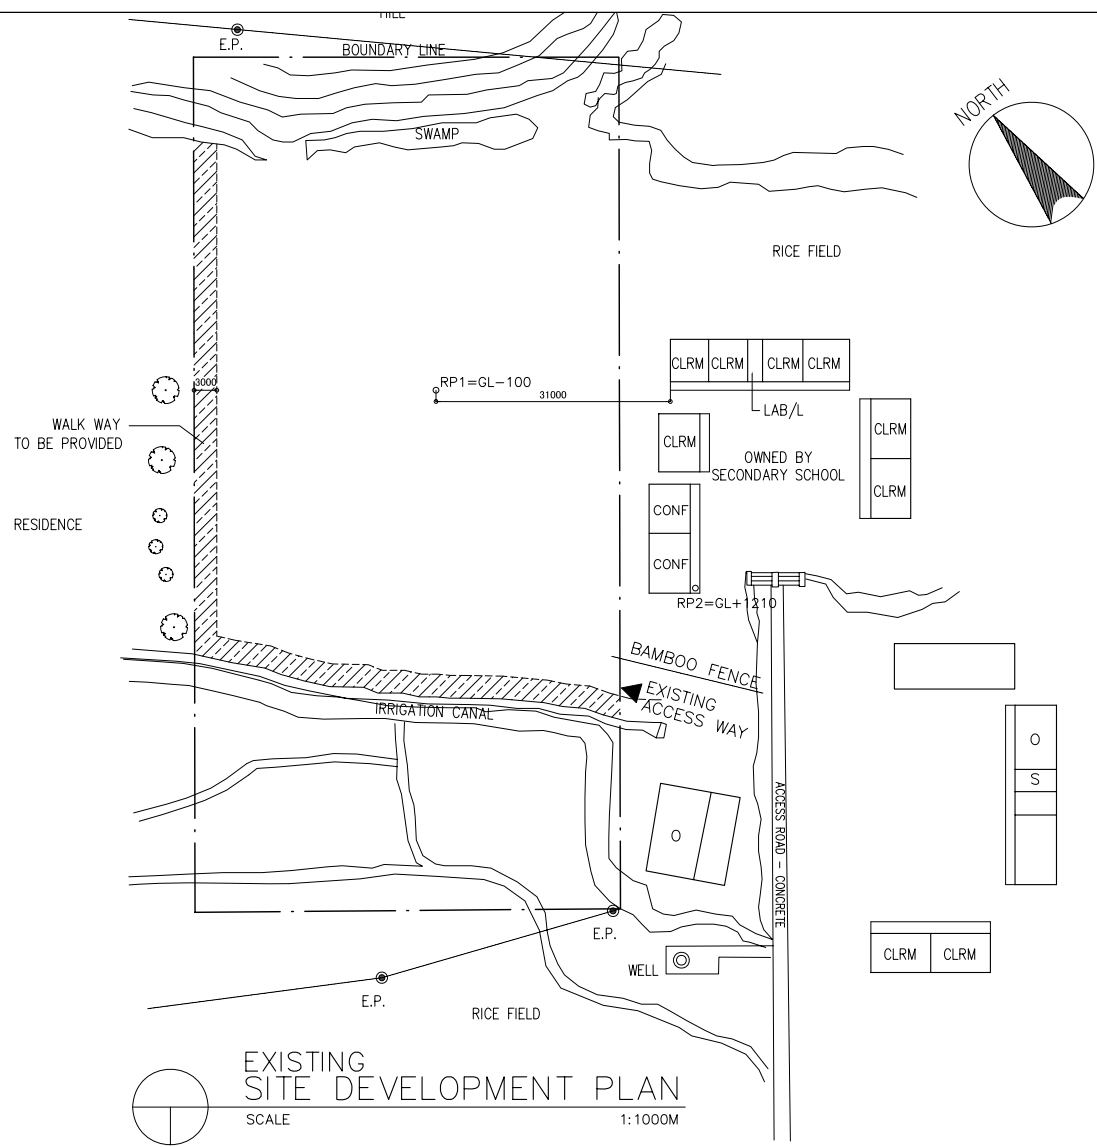 HILL
E.P.
BOUNDARY LINE
SWAMP
NORTH
RICE FIELD
CLRM CLRM CLRM CLRM
3000
RP1=GL-100
31000
LAB/L
WALK WAY
TO BE PROVIDED
CLRM
CLRM
OWNED BY
SECONDARY SCHOOL
CLRM
CONF
RESIDENCE
CONF
RP2=GL+1210
BAMBOO FENCE
EXISTING
ACCESS WAY
IRRIGATION CANAL
O
S
ACCESS ROAD - CONCRETE
O
E.P.
CLRM CLRM
WELL
E.P.
RICE FIELD
EXISTING
SITE DEVELOPMENT PLAN
SCALE 1:1000M